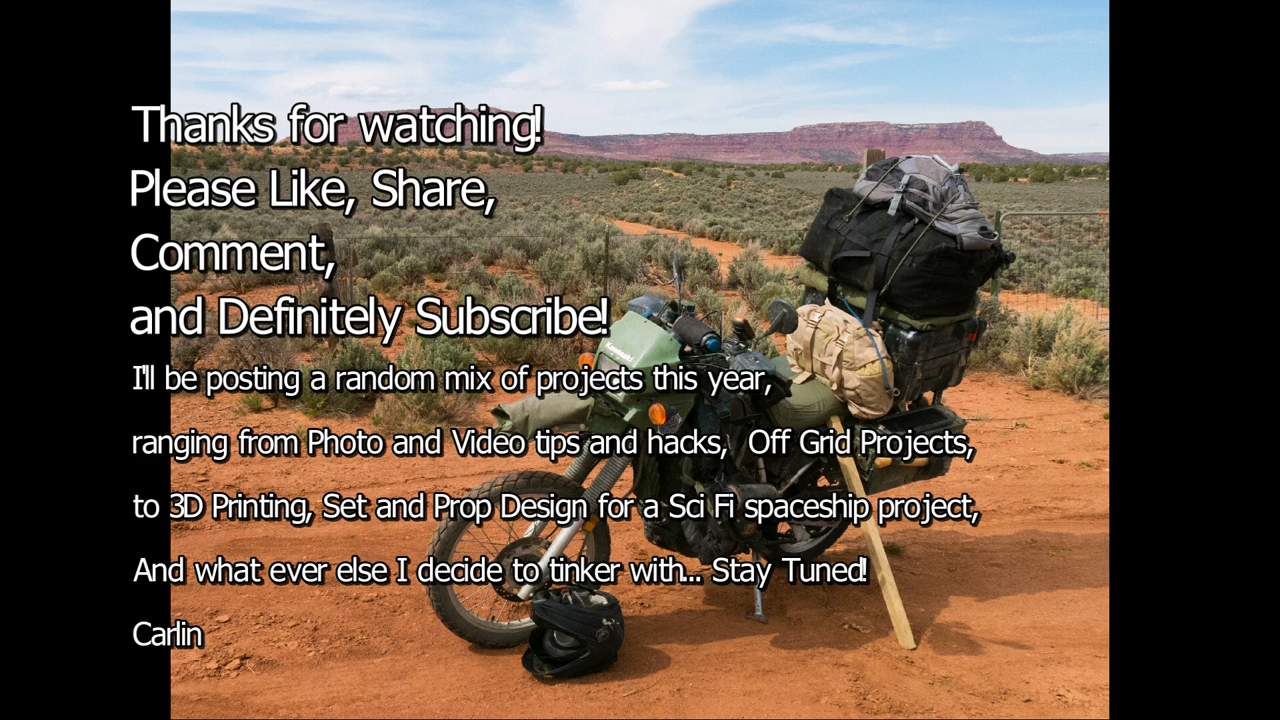 Thanks for watching!
Please Like, Share,
Comment,
and Definitely Subscribe!
I'll be posting a random mix of projects this year,
ranging from Photo and Video tips and hacks, Off Grid Projects,
to 3D Printing, Set and Prop Design for a Sci Fi spaceship project,
And what ever else I decide to tinker with... Stay Tuned!
Carlin
Kawasaki